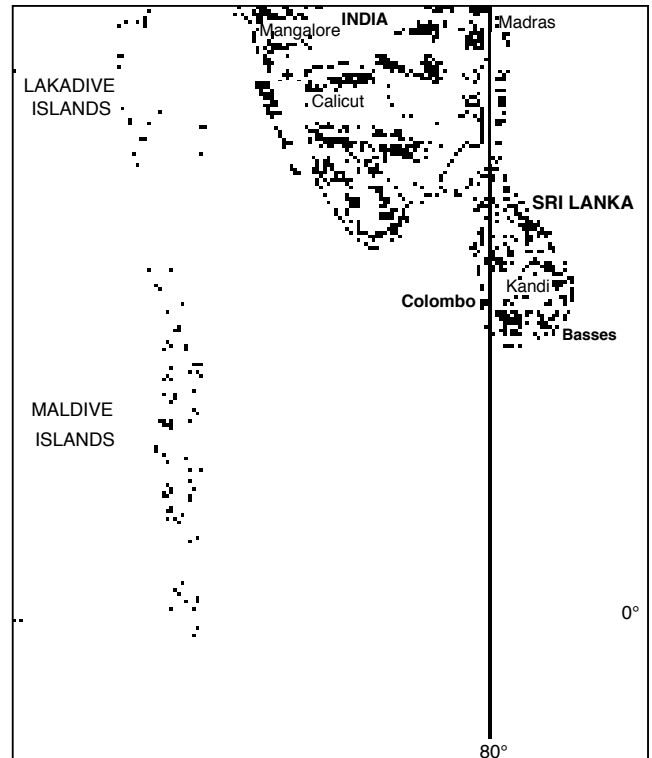 INDIA
Madras
Mangalore
LAKADIVE
ISLANDS
Calicut
SRI LANKA
Kandi
Colombo
Basses
MALDIVE
ISLANDS
0°
80°